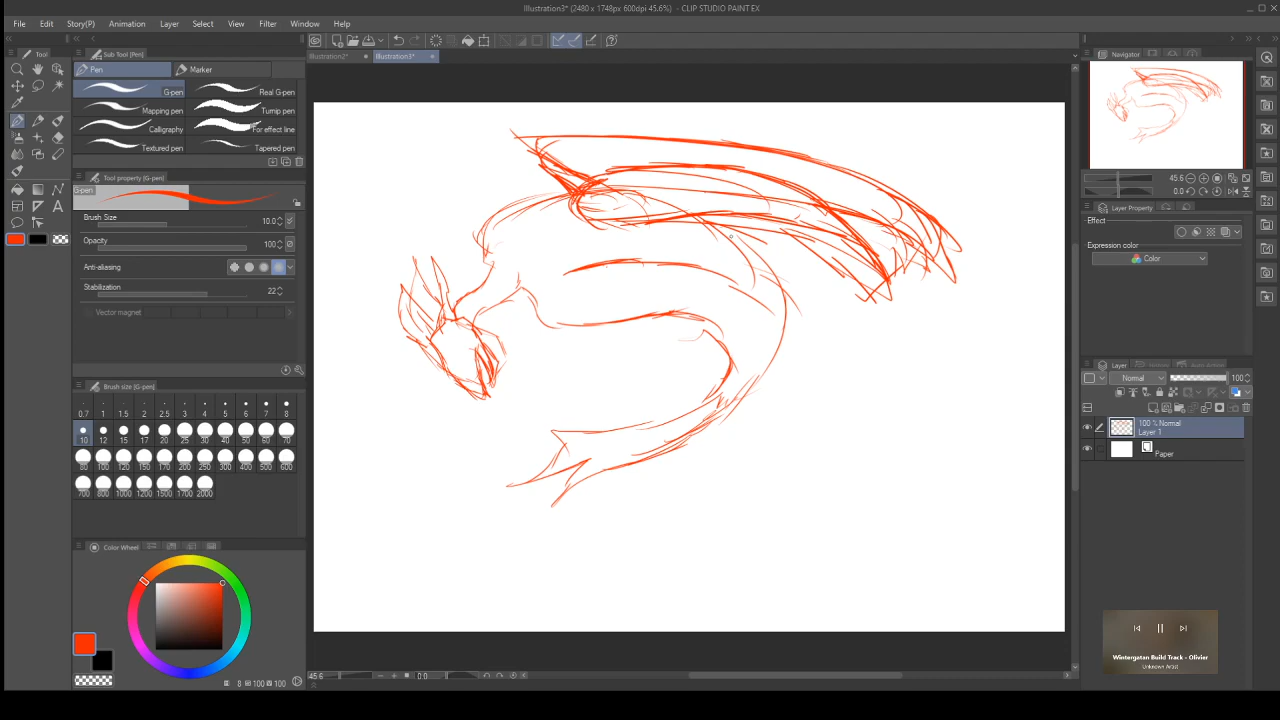 Illustration3* (2480 x 1748px 600dpi 45.6%) - CLIP STUDIO PAINT EX
File Edit Story(P) Animation Layer Select View Filter Window Help
Tool
Sub Tool [Pen]
Illustration2* Illustration3*
Navigator
Pen Marker
G-pen Real G-pen
Mapping pen Turnip pen
Calligraphy For effect line
Textured pen Tapered pen
Tool property [G-pen]
G-pen
45.6
0.0
Layer Property
Brush Size 10.0
Effect
Opacity 100
Expression color
Color
Anti-aliasing
Stabilization 22
Vector magnet
Layer
Normal 100
Brush size [G-pen]
0.7 1 1.5 2 2.5 3 4 5 6 7 8
10 12 15 17 20 25 30 40 50 60 70
80 100 120 150 170 200 250 300 400 500 600
700 800 1000 1200 1500 1700 2000
100 % Normal
Layer 1
Paper
Color Wheel
Wintergatan Build Track - Olivier
Unknown Artist
45.6 0.0
8 100 100